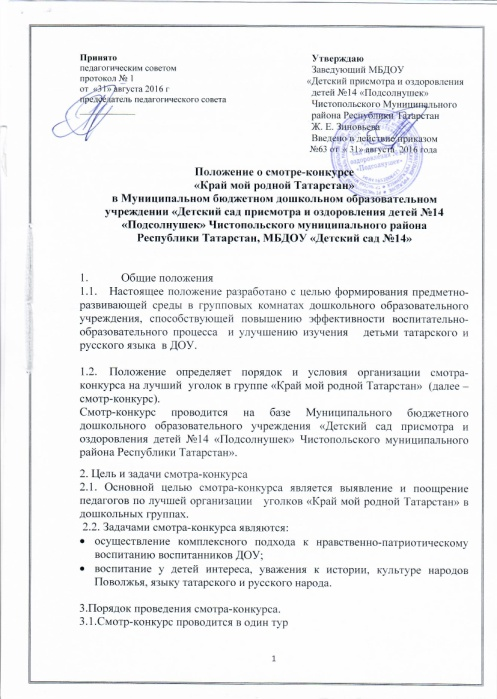 Принято
педагогическим советом
протокол № 1
от «31» августа 2016 г
председатель педагогического совета
Утверждаю
Заведующий МБДОУ
«Детский сад присмотра и оздоровления
детей №14 «Подсолнушек»
Чистопольского Муниципального
района Республики Татарстан
Ж. Е. Зиновьева
Введено в действие приказом
№63 от « 31» августа 2016 года
Положение о смотре-конкурсе
«Край мой родной Татарстан»
в Муниципальном бюджетном дошкольном образовательном
учреждении «Детский сад присмотра и оздоровления детей №14
«Подсолнушек» Чистопольского муниципального района
Республики Татарстан, МБДОУ «Детский сад №14»
1. Общие положения
1.1. Настоящее положение разработано с целью формирования предметно-
развивающей среды в групповых комнатах дошкольного образовательного
учреждения, способствующей повышению эффективности воспитательно-
образовательного процесса и улучшению изучения детьми татарского и
русского языка в ДОУ.
1.2. Положение определяет порядок и условия организации смотра-
конкурса на лучший уголок в группе «Край мой родной Татарстан» (далее –
смотр-конкурс).
Смотр-конкурс проводится на базе Муниципального бюджетного
дошкольного образовательного учреждения «Детский сад присмотра и
оздоровления детей №14 «Подсолнушек» Чистопольского муниципального
района Республики Татарстан».
2. Цель и задачи смотра-конкурса
2.1. Основной целью смотра-конкурса является выявление и поощрение
педагогов по лучшей организации уголков «Край мой родной Татарстан» в
дошкольных группах.
2.2. Задачами смотра-конкурса являются:
• осуществление комплексного подхода к нравственно-патриотическому
воспитанию воспитанников ДОУ;
• воспитание у детей интереса, уважения к истории, культуре народов
Поволжья, языку татарского и русского народа.
3.Порядок проведения смотра-конкурса.
3.1.Смотр-конкурс проводится в один тур
1